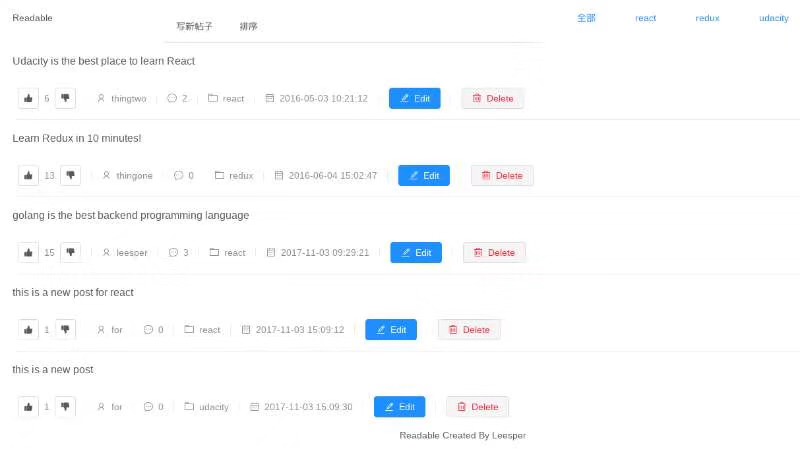 Readable 写新帖子 排序 全部 react redux udacity
Udacity is the best place to learn React
6 thingtwo 2 react 2016-05-03 10:21:12 Edit Delete
Learn Redux in 10 minutes!
13 thingone 0 redux 2016-06-04 15:02:47 Edit Delete
golang is the best backend programming language
15 leesper 3 react 2017-11-03 09:29:21 Edit Delete
this is a new post for react
1 for 0 react 2017-11-03 15:09:12 Edit Delete
this is a new post
1 for 0 udacity 2017-11-03 15:09:30 Edit Delete
Readable Created By Leesper